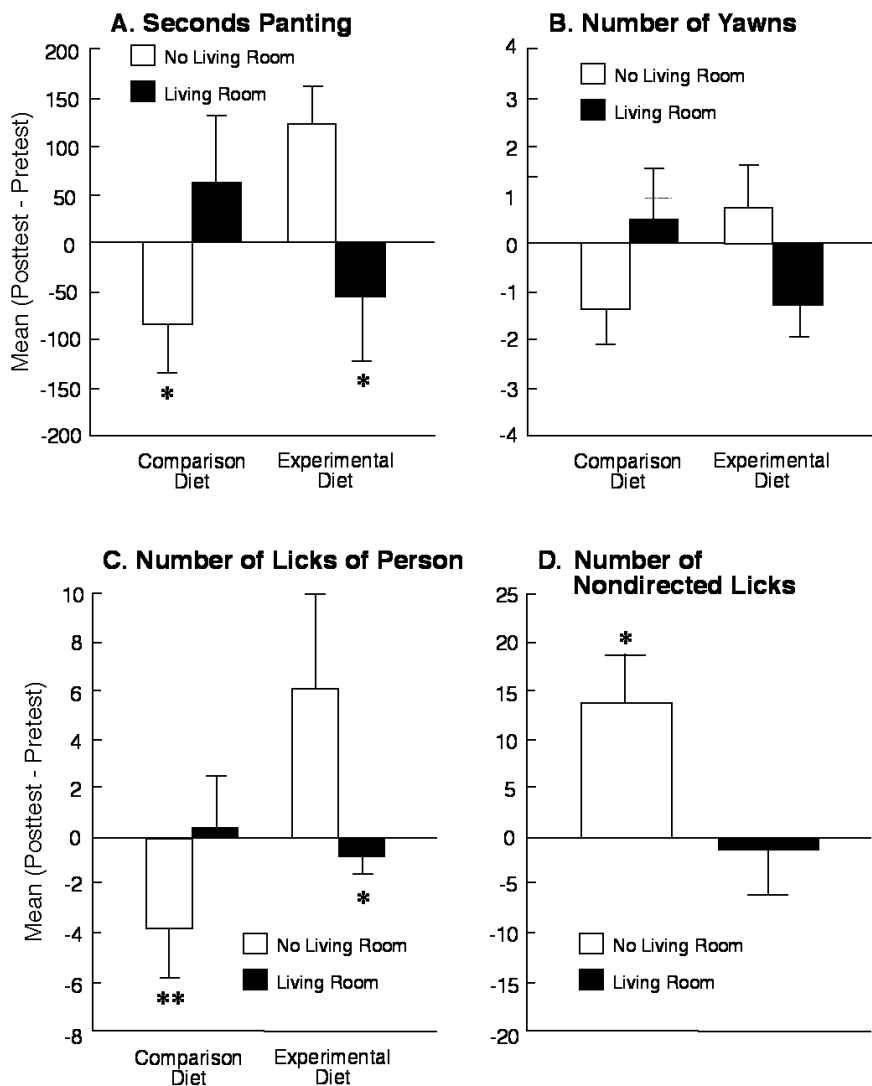 A. Seconds Panting
200
150
100
50
0
-50
-100
-150
-200
Mean (Posttest - Pretest)
No Living Room
Living Room
*
*
Comparison
Diet
Experimental
Diet
B. Number of Yawns
4
3
2
1
0
-1
-2
-3
-4
No Living Room
Living Room
Comparison
Diet
Experimental
Diet
C. Number of Licks of Person
10
8
6
4
2
0
-2
-4
-6
-8
Mean (Posttest - Pretest)
**
*
No Living Room
Living Room
Comparison
Diet
Experimental
Diet
D. Number of
Nondirected Licks
25
20
15
10
5
0
-5
-10
-15
-20
*
No Living Room
Living Room